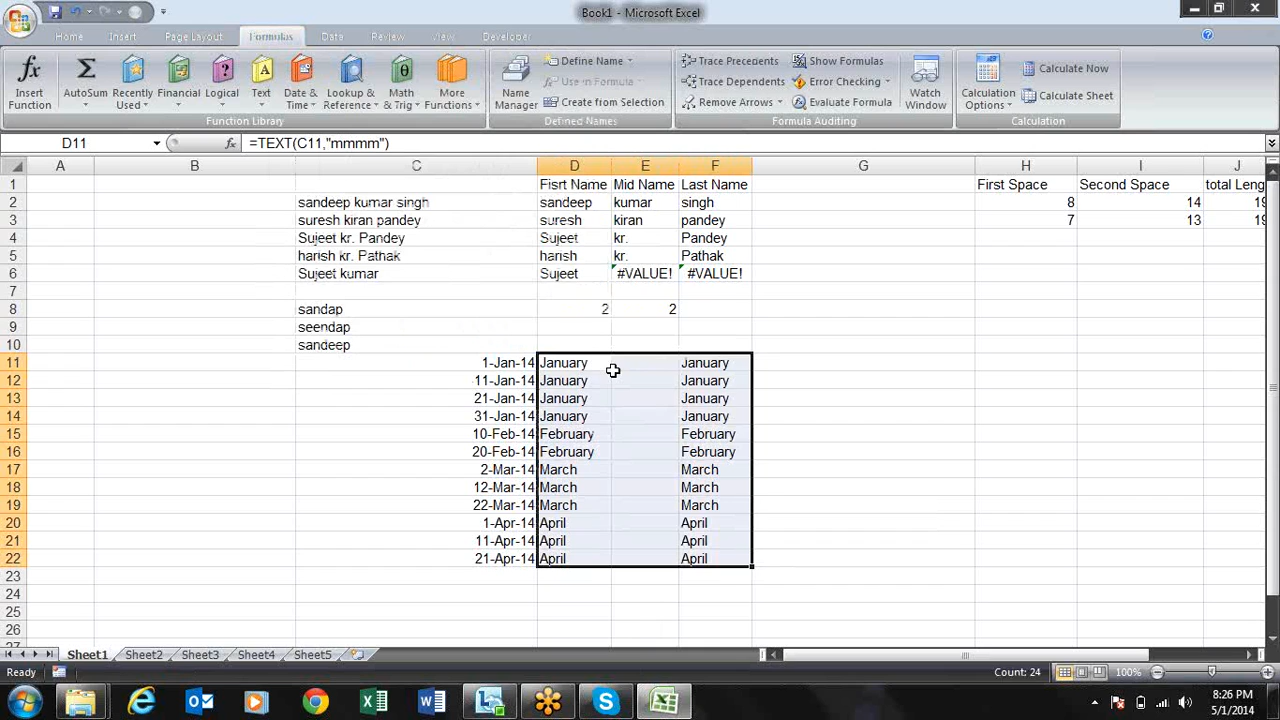 Book1 - Microsoft Excel
Home Insert Page Layout Formulas Data Review View Developer
Insert Function
AutoSum
Recently Used
Financial
Logical
Text
Date & Time
Lookup & Reference
Math & Trig
More Functions
Function Library
Name Manager
Define Name
Use in Formula
Create from Selection
Defined Names
Trace Precedents
Trace Dependents
Remove Arrows
Show Formulas
Error Checking
Evaluate Formula
Formula Auditing
Watch Window
Calculation Options
Calculate Now
Calculate Sheet
Calculation
D11 fx =TEXT(C11,"mmmm")
A B C D E F G H I J
1 Fisrt Name Mid Name Last Name First Space Second Space total Leng
2 sandeep kumar singh sandeep kumar singh 8 14 19
3 suresh kiran pandey suresh kiran pandey 7 13 19
4 Sujeet kr. Pandey Sujeet kr. Pandey
5 harish kr. Pathak harish kr. Pathak
6 Sujeet kumar Sujeet #VALUE! #VALUE!
7
8 sandap 2 2
9 seendap
10 sandeep
11 1-Jan-14 January January
12 11-Jan-14 January January
13 21-Jan-14 January January
14 31-Jan-14 January January
15 10-Feb-14 February February
16 20-Feb-14 February February
17 2-Mar-14 March March
18 12-Mar-14 March March
19 22-Mar-14 March March
20 1-Apr-14 April April
21 11-Apr-14 April April
22 21-Apr-14 April April
23
24
25
26
27
Sheet1 Sheet2 Sheet3 Sheet4 Sheet5
Ready Count: 24 100%
8:26 PM
5/1/2014